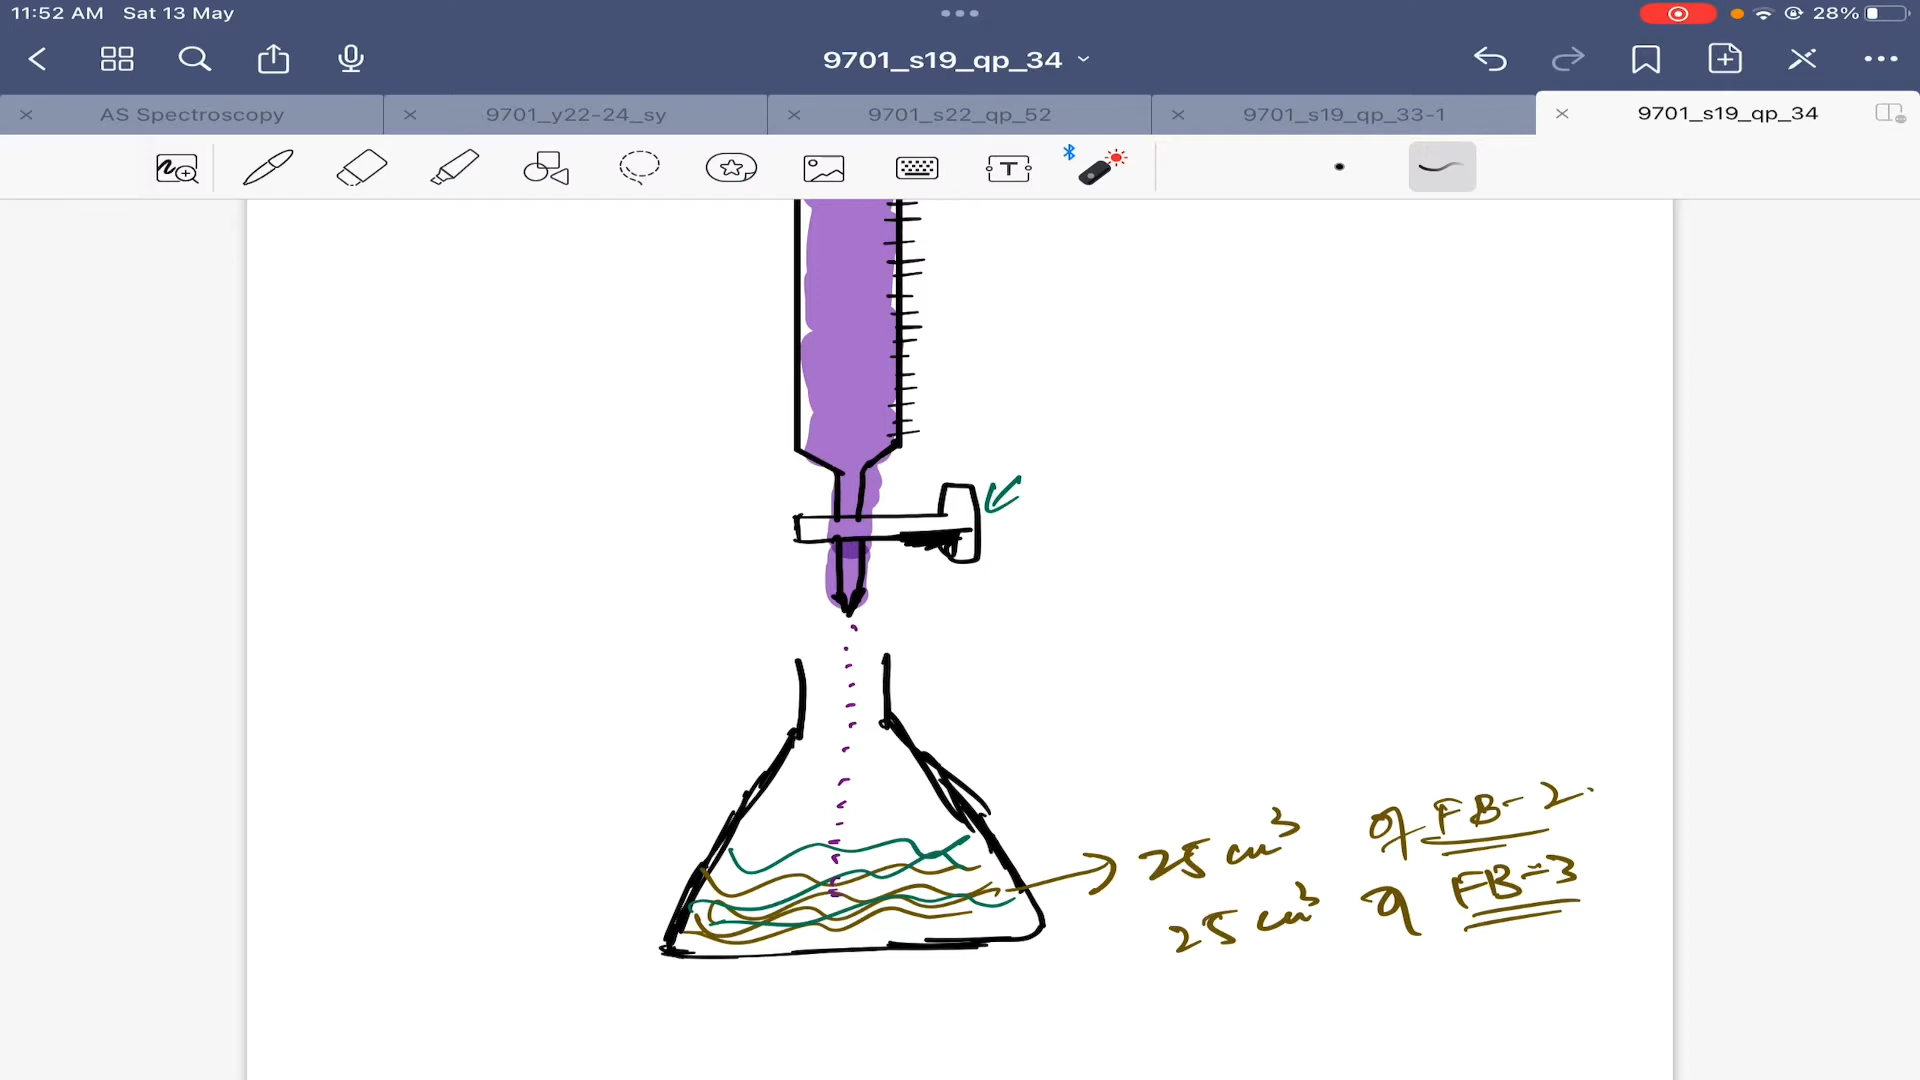 11:52 AM Sat 13 May
28%
9701_s19_qp_34
AS Spectroscopy
9701_y22-24_sy
9701_s22_qp_52
9701_s19_qp_33-1
9701_s19_qp_34
T
25 cm³ of FB-2.
25 cm³ of FB-3